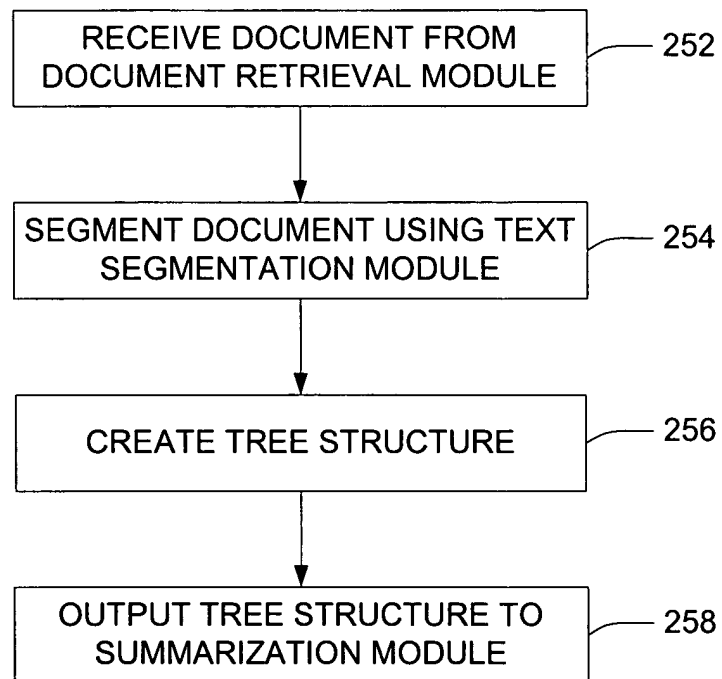 RECEIVE DOCUMENT FROM
DOCUMENT RETRIEVAL MODULE
252
SEGMENT DOCUMENT USING TEXT
SEGMENTATION MODULE
254
CREATE TREE STRUCTURE
256
OUTPUT TREE STRUCTURE TO
SUMMARIZATION MODULE
258